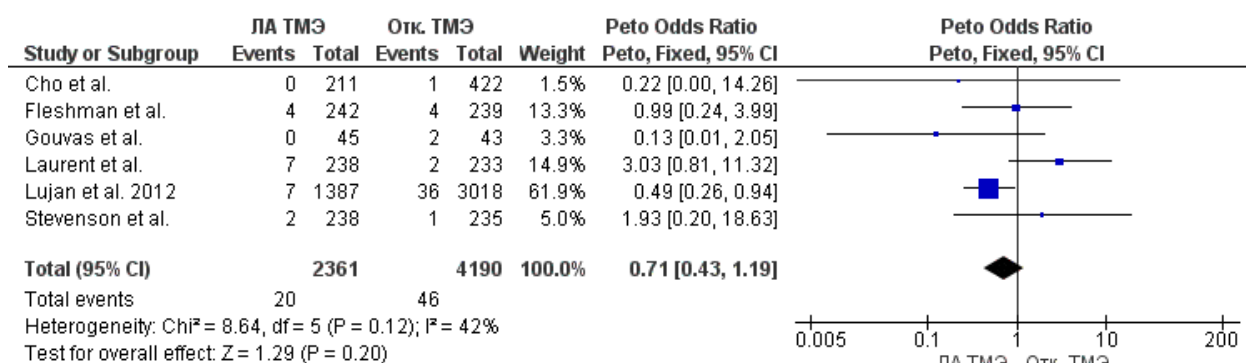 ЛА ТМЭ Отк. ТМЭ Peto Odds Ratio Peto Odds Ratio
Study or Subgroup Events Total Events Total Weight Peto, Fixed, 95% CI Peto, Fixed, 95% CI
Cho et al. 0 211 1 422 1.5% 0.22 [0.00, 14.26]
Fleshman et al. 4 242 4 239 13.3% 0.99 [0.24, 3.99]
Gouvas et al. 0 45 2 43 3.3% 0.13 [0.01, 2.05]
Laurent et al. 7 238 2 233 14.9% 3.03 [0.81, 11.32]
Lujan et al. 2012 7 1387 36 3018 61.9% 0.49 [0.26, 0.94]
Stevenson et al. 2 238 1 235 5.0% 1.93 [0.20, 18.63]
Total (95% CI) 2361 4190 100.0% 0.71 [0.43, 1.19]
Total events 20 46
Heterogeneity: Chi² = 8.64, df = 5 (P = 0.12); I² = 42%
Test for overall effect: Z = 1.29 (P = 0.20)
0.005 0.1 1 10 200
ЛА ТМЭ Отк. ТМЭ